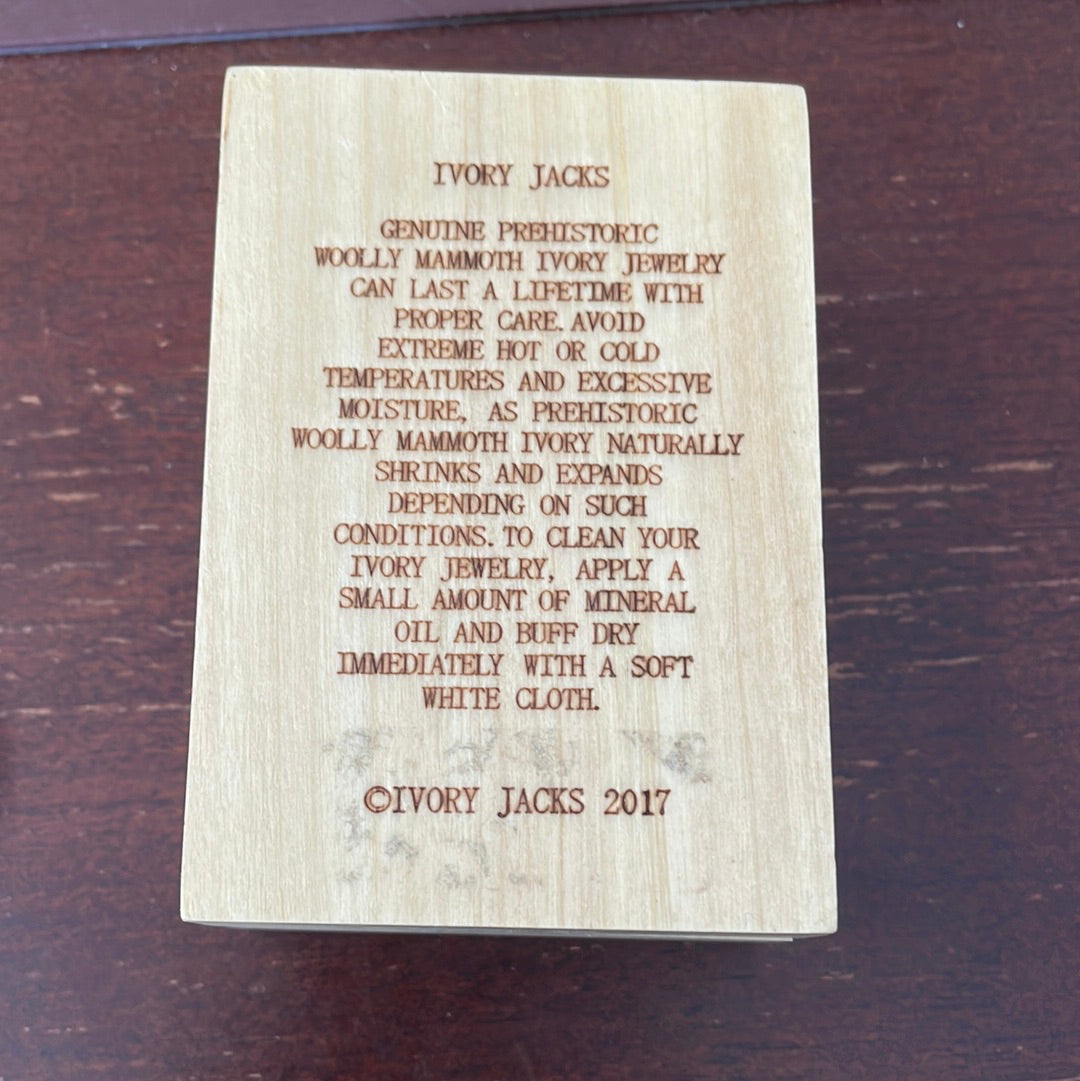 IVORY JACKS
GENUINE PREHISTORIC
WOOLLY MAMMOTH IVORY JEWELRY
CAN LAST A LIFETIME WITH
PROPER CARE. AVOID
EXTREME HOT OR COLD
TEMPERATURES AND EXCESSIVE
MOISTURE, AS PREHISTORIC
WOOLLY MAMMOTH IVORY NATURALLY
SHRINKS AND EXPANDS
DEPENDING ON SUCH
CONDITIONS. TO CLEAN YOUR
IVORY JEWELRY, APPLY A
SMALL AMOUNT OF MINERAL
OIL AND BUFF DRY
IMMEDIATELY WITH A SOFT
WHITE CLOTH.
©IVORY JACKS 2017